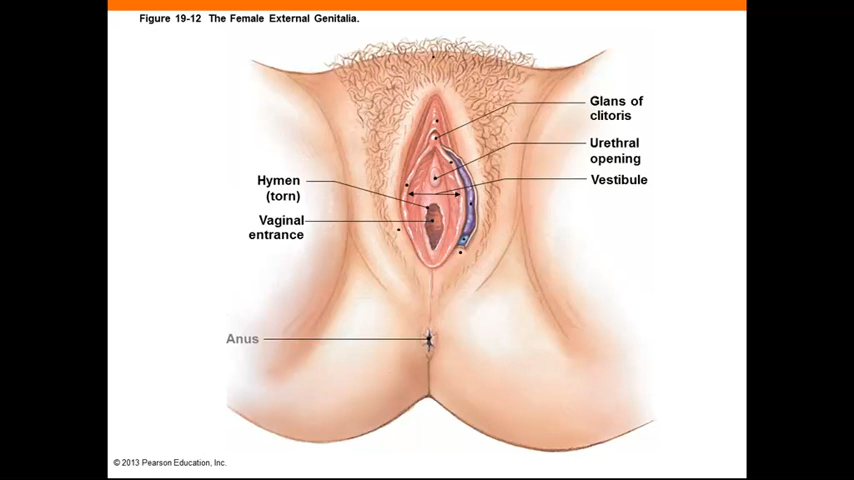 Figure 19-12 The Female External Genitalia.
Glans of
clitoris
Urethral
opening
Vestibule
Hymen
(torn)
Vaginal
entrance
Anus
© 2013 Pearson Education, Inc.